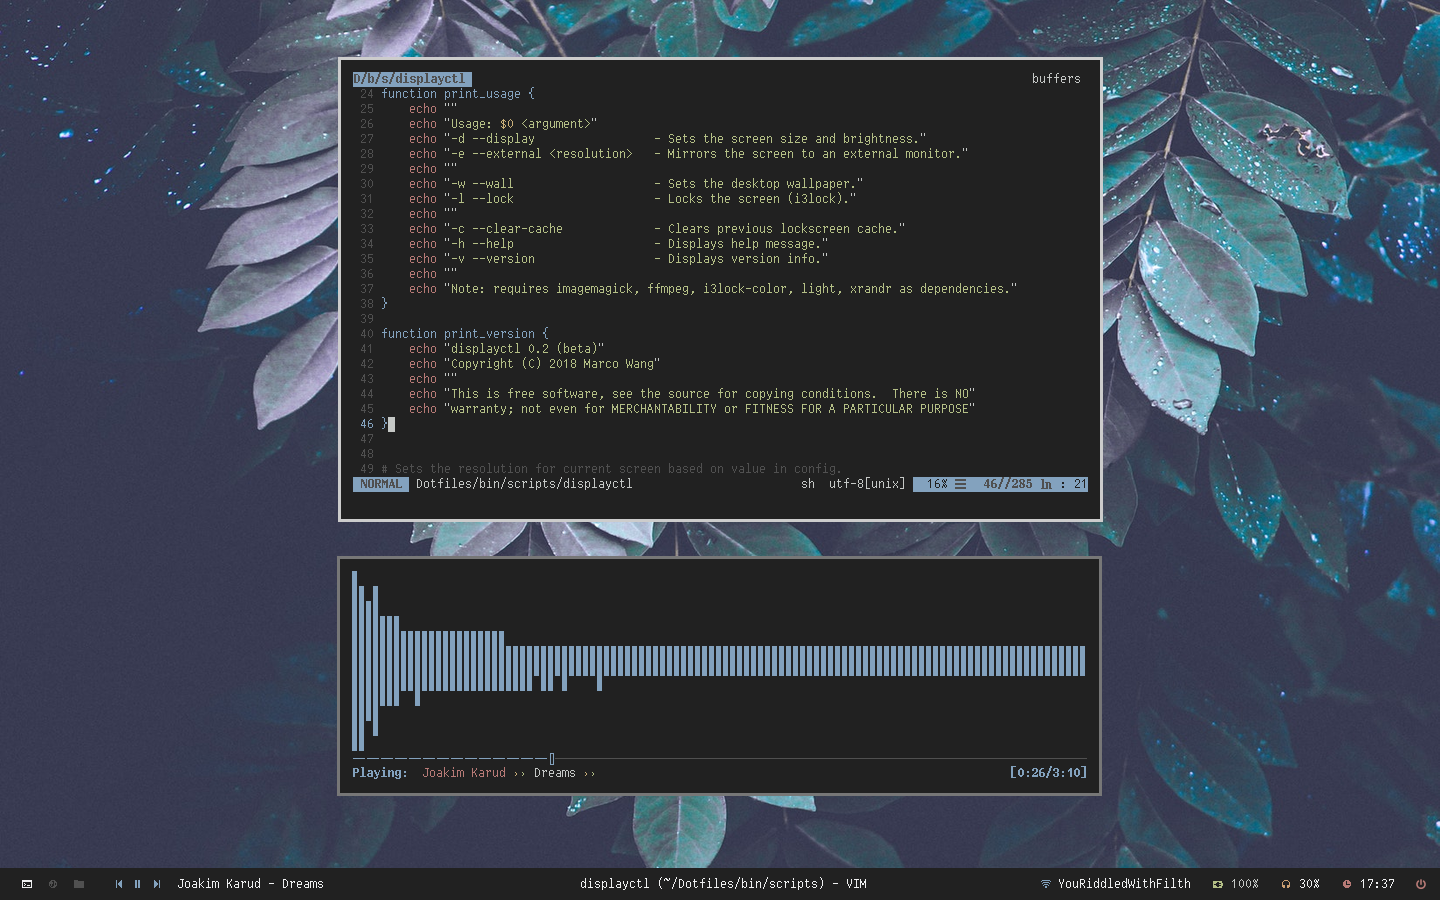 D/b/s/displayctl buffers
24 function print_usage {
25 echo ""
26 echo "Usage: $0 <argument>"
27 echo "-d --display - Sets the screen size and brightness."
28 echo "-e --external <resolution> - Mirrors the screen to an external monitor."
29 echo ""
30 echo "-w --wall - Sets the desktop wallpaper."
31 echo "-l --lock - Locks the screen (i3lock)."
32 echo ""
33 echo "-c --clear-cache - Clears previous lockscreen cache."
34 echo "-h --help - Displays help message."
35 echo "-v --version - Displays version info."
36 echo ""
37 echo "Note: requires imagemagick, ffmpeg, i3lock-color, light, xrandr as dependencies."
38 }
39
40 function print_version {
41 echo "displayctl 0.2 (beta)"
42 echo "Copyright (C) 2018 Marco Wang"
43 echo ""
44 echo "This is free software, see the source for copying conditions.  There is NO"
45 echo "warranty; not even for MERCHANTABILITY or FITNESS FOR A PARTICULAR PURPOSE"
46 }
47
48
49 # Sets the resolution for current screen based on value in config.
NORMAL Dotfiles/bin/scripts/displayctl sh utf-8[unix] 16% ☰ 46//285 ln : 21
Playing: Joakim Karud ›› Dreams ›› [0:26/3:10]
Joakim Karud - Dreams displayctl (~/Dotfiles/bin/scripts) - VIM YouRiddledWithFilth 100% 30% 17:37